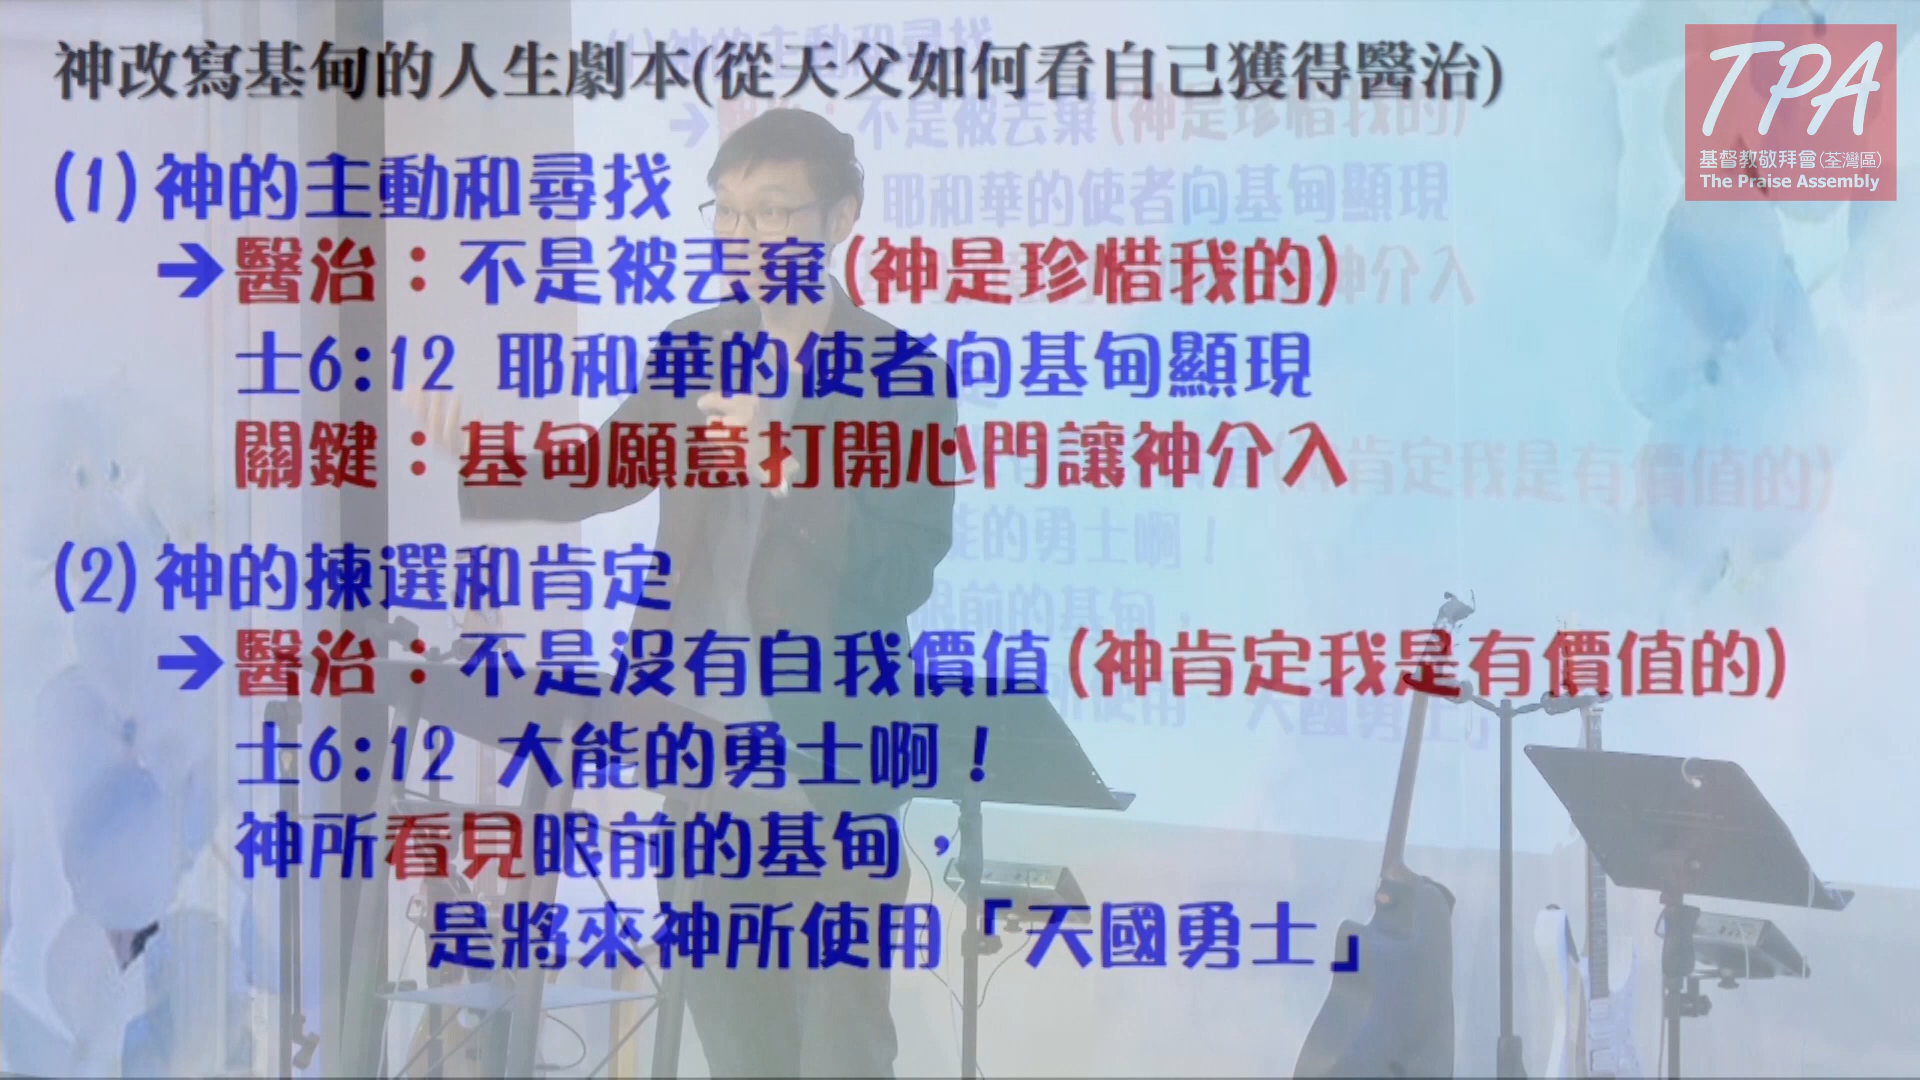 神改寫基甸的人生劇本(從天父如何看自己獲得醫治)
(1)神的主動和尋找
→醫治：不是被丟棄(神是珍惜我的)
士6:12 耶和華的使者向基甸顯現
關鍵：基甸願意打開心門讓神介入
(2)神的揀選和肯定
→醫治：不是沒有自我價值(神肯定我是有價值的)
士6:12 大能的勇士啊！
神所看見眼前的基甸，
是將來神所使用「天國勇士」
TPA
基督教敬拜會(荃灣區)
The Praise Assembly